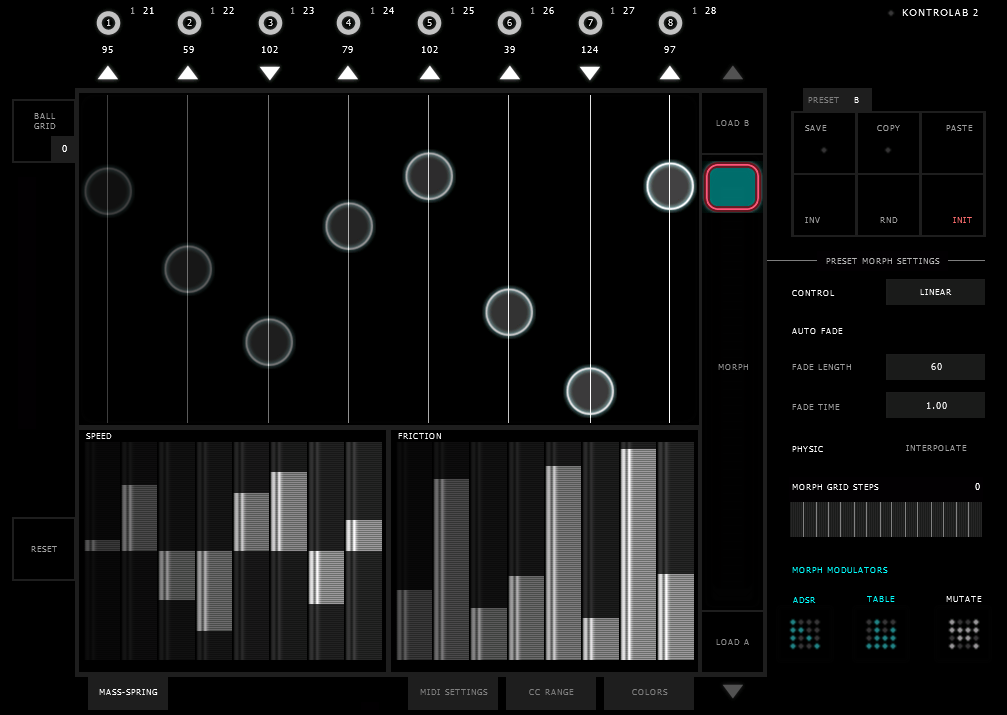 1 1 21 2 1 22 3 1 23 4 1 24 5 1 25 6 1 26 7 1 27 8 1 28
KONTROLAB 2
95 59 102 79 102 39 124 97
BALL GRID
0
LOAD B
PRESET B
SAVE COPY PASTE
INV RND INIT
PRESET MORPH SETTINGS
CONTROL LINEAR
AUTO FADE
MORPH
FADE LENGTH 60
FADE TIME 1.00
SPEED FRICTION
PHYSIC INTERPOLATE
MORPH GRID STEPS 0
RESET
MORPH MODULATORS
ADSR TABLE MUTATE
LOAD A
MASS-SPRING MIDI SETTINGS CC RANGE COLORS